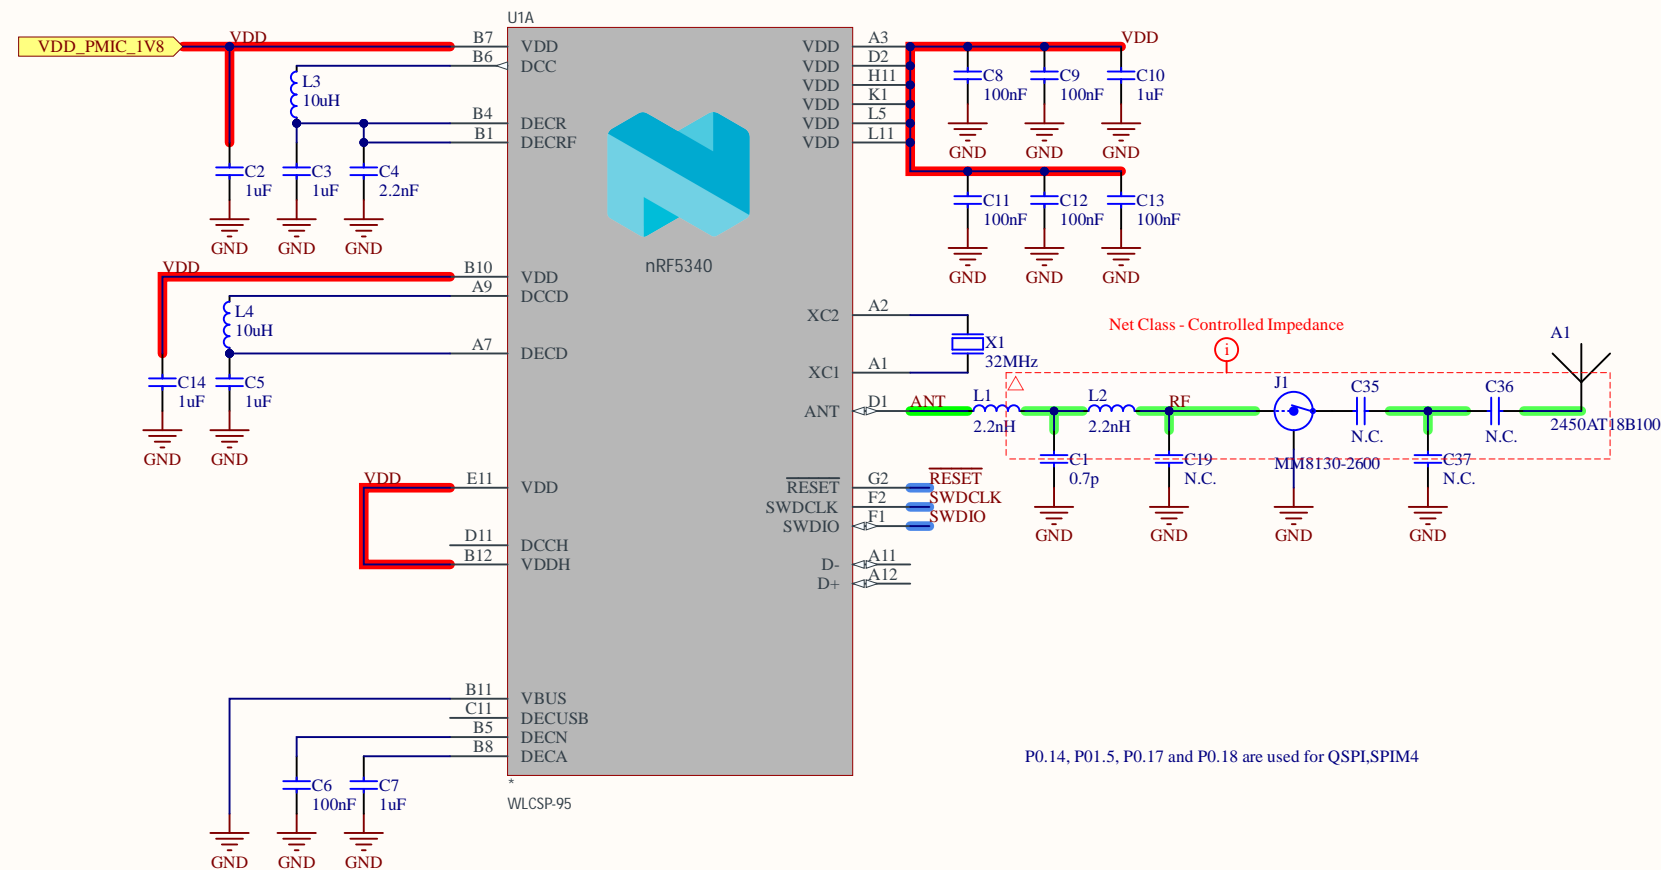 U1A
VDD_PMIC_1V8
VDD
B7
VDD
B6
DCC
L3
10uH
B4
DECR
B1
DECRF
C2
1uF
C3
1uF
C4
2.2nF
GND
GND
GND
VDD
B10
VDD
A9
DCCD
L4
10uH
A7
DECD
C14
1uF
C5
1uF
GND
GND
VDD
E11
VDD
D11
DCCH
B12
VDDH
B11
VBUS
C11
DECUSB
B5
DECN
B8
DECA
C6
100nF
C7
1uF
GND
GND
GND
nRF5340
*
WLCSP-95
VDD
A3
VDD
D2
VDD
H11
VDD
K1
VDD
L5
VDD
L11
VDD
C8
100nF
C9
100nF
C10
1uF
GND
GND
GND
C11
100nF
C12
100nF
C13
100nF
GND
GND
GND
XC2
A2
X1
32MHz
XC1
A1
ANT
D1
ANT
L1
2.2nH
L2
2.2nH
RF
Net Class - Controlled Impedance
i
J1
MM8130-2600
C35
N.C.
C36
N.C.
A1
2450AT18B100
C1
0.7p
C19
N.C.
C37
N.C.
GND
GND
GND
GND
RESET
G2
RESET
SWDCLK
F2
SWDCLK
SWDIO
F1
SWDIO
D-
A11
D+
A12
P0.14, P01.5, P0.17 and P0.18 are used for QSPI,SPIM4